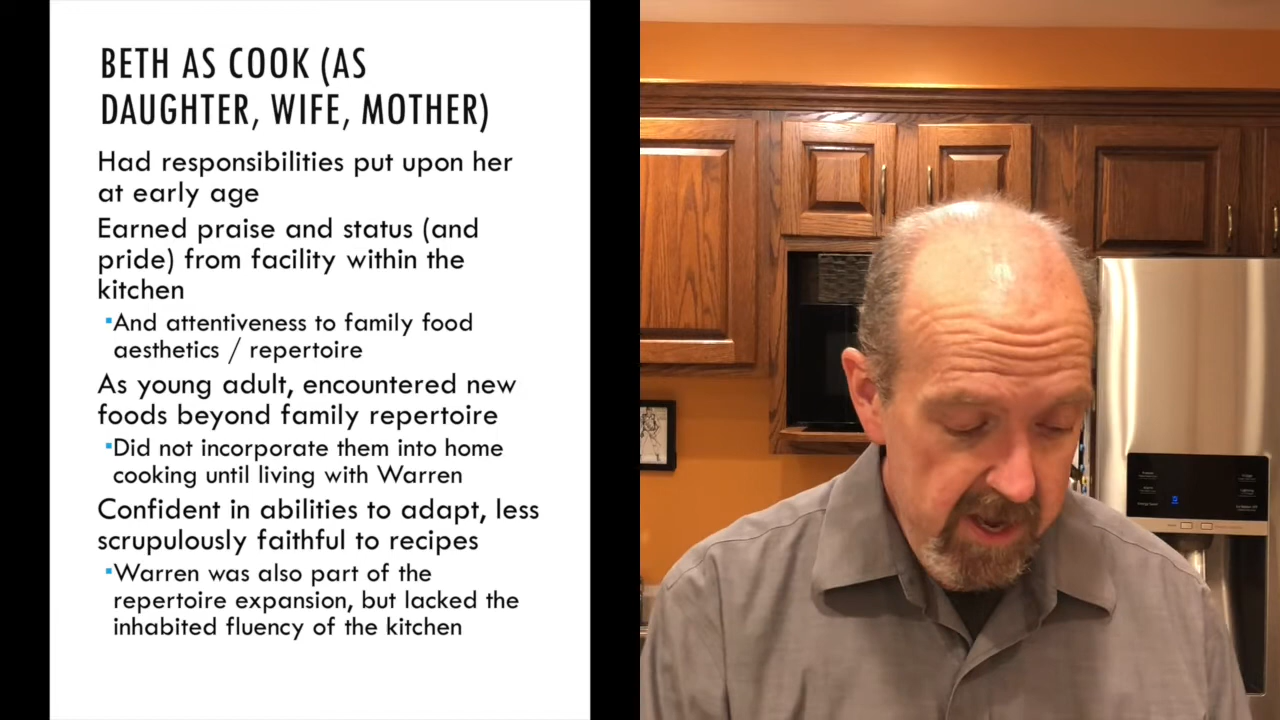 BETH AS COOK (AS
DAUGHTER, WIFE, MOTHER)
Had responsibilities put upon her
at early age
Earned praise and status (and
pride) from facility within the
kitchen
▪And attentiveness to family food
aesthetics / repertoire
As young adult, encountered new
foods beyond family repertoire
▪Did not incorporate them into home
cooking until living with Warren
Confident in abilities to adapt, less
scrupulously faithful to recipes
▪Warren was also part of the
repertoire expansion, but lacked the
inhabited fluency of the kitchen